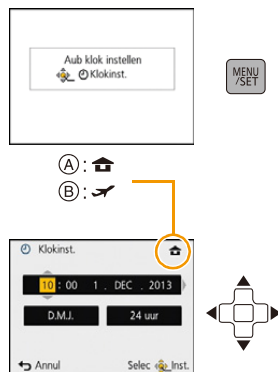 Aub klok instellen
Klokinst.
MENU
/SET
A :
B :
Klokinst.
10 : 00 1 . DEC . 2013
D.M.J. 24 uur
Annul Selec Inst.